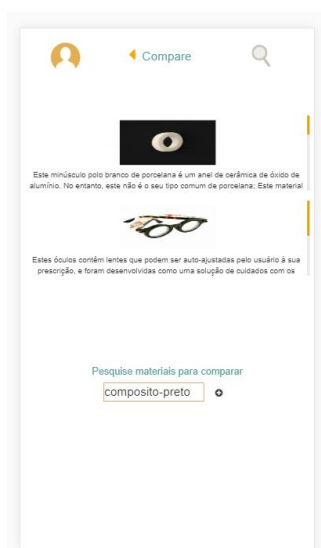 Compare
Este minúsculo polo branco de porcelana é um anel de cerâmica de óxido de
alumínio. No entanto, este não é o seu tipo comum de porcelana; Este material
Estes óculos contêm lentes que podem ser auto-ajustadas pelo usuário à sua
prescrição, e foram desenvolvidas como uma solução de cuidados com os
Pesquise materiais para comparar
composito-preto